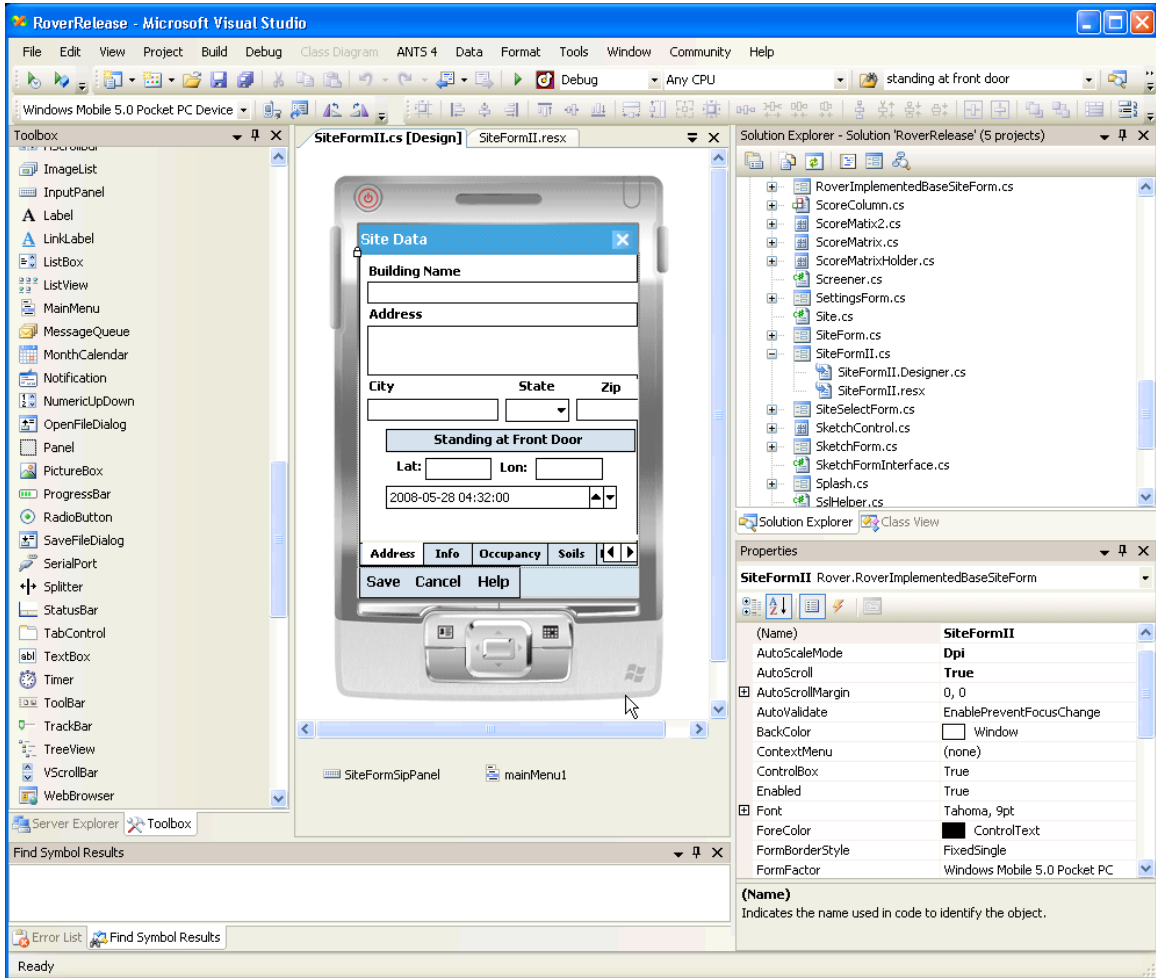 RoverRelease - Microsoft Visual Studio
File Edit View Project Build Debug Class Diagram ANTS 4 Data Format Tools Window Community Help
Debug Any CPU standing at front door
Windows Mobile 5.0 Pocket PC Device
Toolbox
ImageList
InputPanel
A Label
A LinkLabel
ListBox
ListView
MainMenu
MessageQueue
MonthCalendar
Notification
NumericUpDown
OpenFileDialog
Panel
PictureBox
ProgressBar
RadioButton
SaveFileDialog
SerialPort
Splitter
StatusBar
TabControl
abl TextBox
Timer
ToolBar
TrackBar
TreeView
VScrollBar
WebBrowser
Server Explorer Toolbox
SiteFormII.cs [Design] SiteFormII.resx
Site Data
Building Name
Address
City State Zip
Standing at Front Door
Lat: Lon:
2008-05-28 04:32:00
Address Info Occupancy Soils
Save Cancel Help
SiteFormSipPanel mainMenu1
Solution Explorer - Solution 'RoverRelease' (5 projects)
RoverImplementedBaseSiteForm.cs
ScoreColumn.cs
ScoreMatix2.cs
ScoreMatrix.cs
ScoreMatrixHolder.cs
Screener.cs
SettingsForm.cs
Site.cs
SiteForm.cs
SiteFormII.cs
SiteFormII.Designer.cs
SiteFormII.resx
SiteSelectForm.cs
SketchControl.cs
SketchForm.cs
SketchFormInterface.cs
Splash.cs
SslHelper.cs
Solution Explorer Class View
Properties
SiteFormII Rover.RoverImplementedBaseSiteForm
(Name) SiteFormII
AutoScaleMode Dpi
AutoScroll True
AutoScrollMargin 0, 0
AutoValidate EnablePreventFocusChange
BackColor Window
ContextMenu (none)
ControlBox True
Enabled True
Font Tahoma, 9pt
ForeColor ControlText
FormBorderStyle FixedSingle
FormFactor Windows Mobile 5.0 Pocket PC
(Name)
Indicates the name used in code to identify the object.
Find Symbol Results
Error List Find Symbol Results
Ready